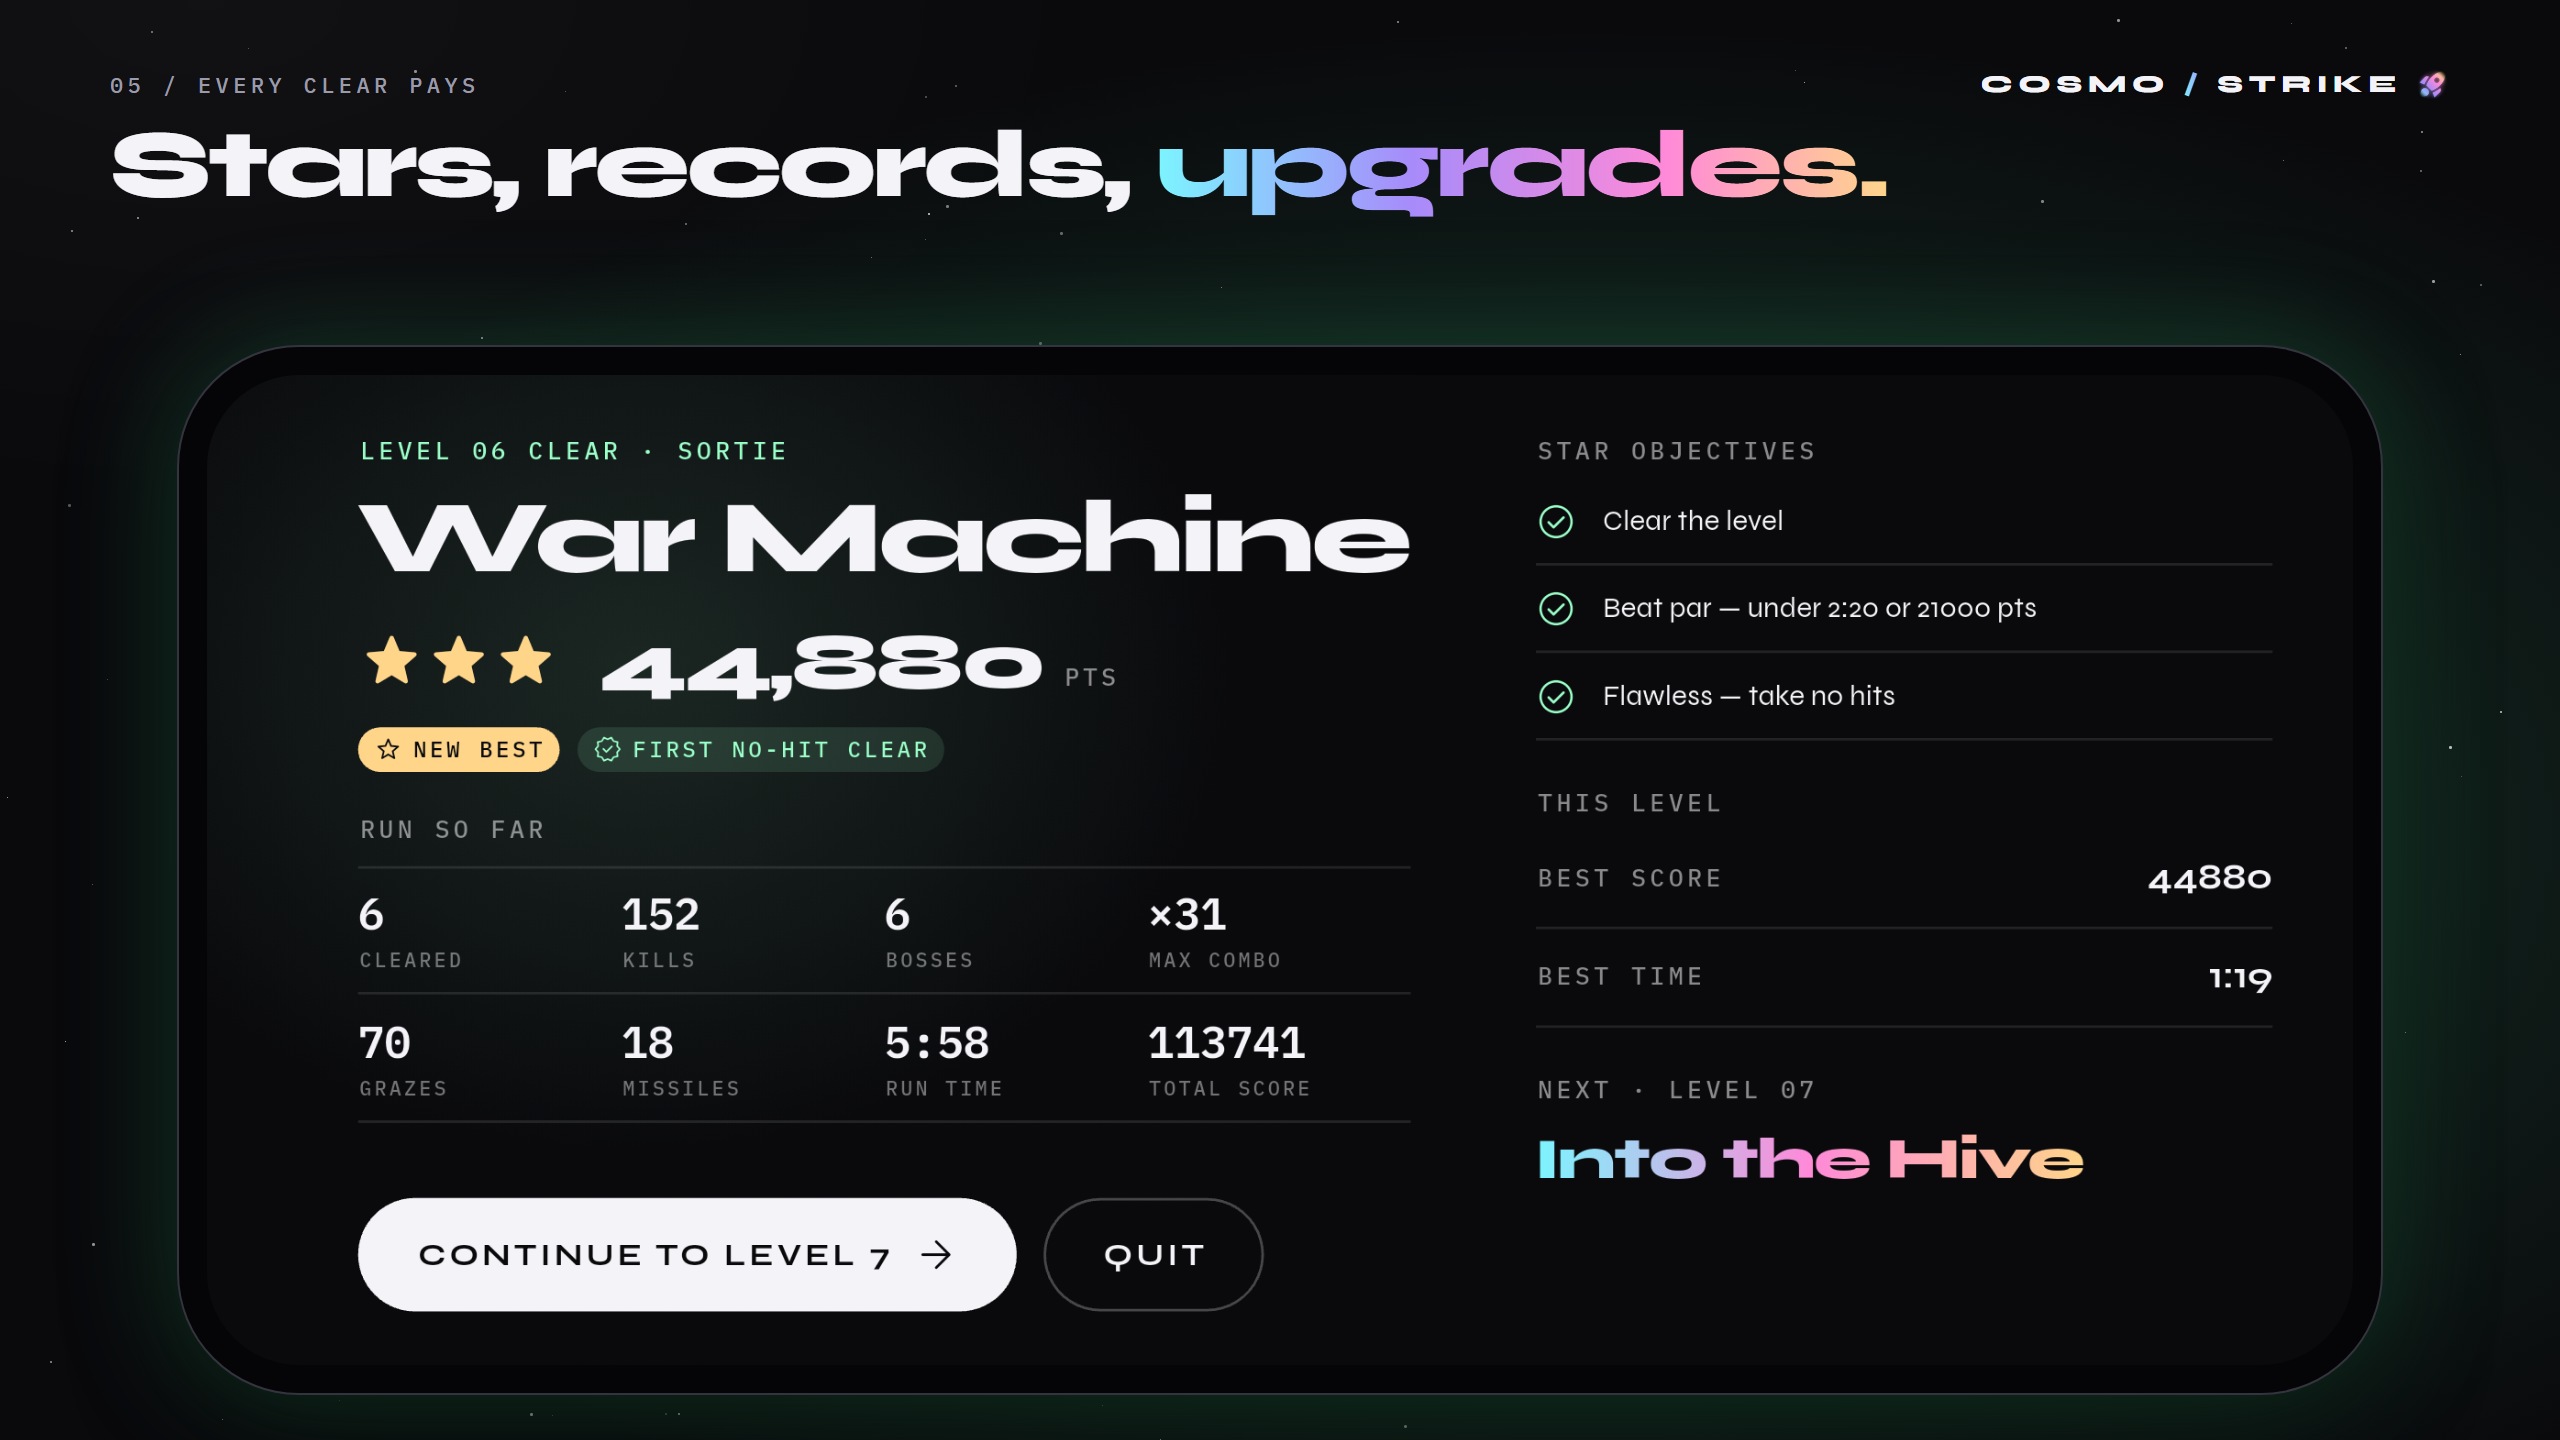 05 / EVERY CLEAR PAYS
COSMO / STRIKE
Stars, records, upgrades.
LEVEL 06 CLEAR · SORTIE
War Machine
44,880 PTS
NEW BEST
FIRST NO-HIT CLEAR
RUN SO FAR
6 152 6 ×31
CLEARED KILLS BOSSES MAX COMBO
70 18 5:58 113741
GRAZES MISSILES RUN TIME TOTAL SCORE
CONTINUE TO LEVEL 7 →
QUIT
STAR OBJECTIVES
Clear the level
Beat par — under 2:20 or 21000 pts
Flawless — take no hits
THIS LEVEL
BEST SCORE 44880
BEST TIME 1:19
NEXT · LEVEL 07
Into the Hive